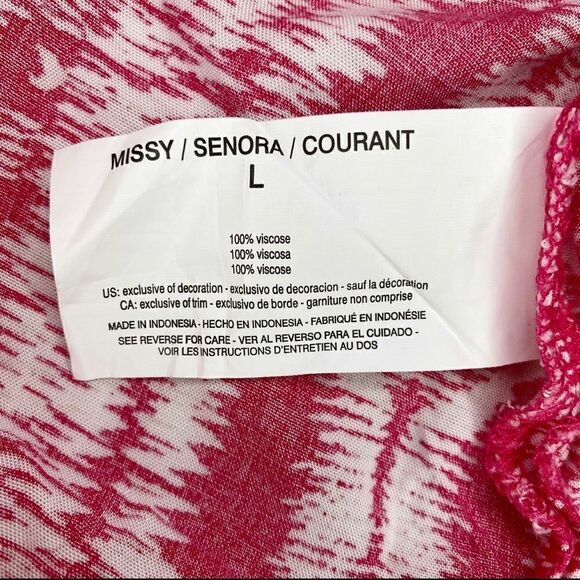 MISSY / SENORA / COURANT
L
100% viscose
100% viscosa
100% viscose
US: exclusive of decoration - exclusivo de decoracion - sauf la décoration
CA: exclusive of trim - exclusivo de borde - garniture non comprise
MADE IN INDONESIA - HECHO EN INDONESIA - FABRIQUÉ EN INDONÉSIE
SEE REVERSE FOR CARE - VER AL REVERSO PARA EL CUIDADO -
VOIR LES INSTRUCTIONS D'ENTRETIEN AU DOS